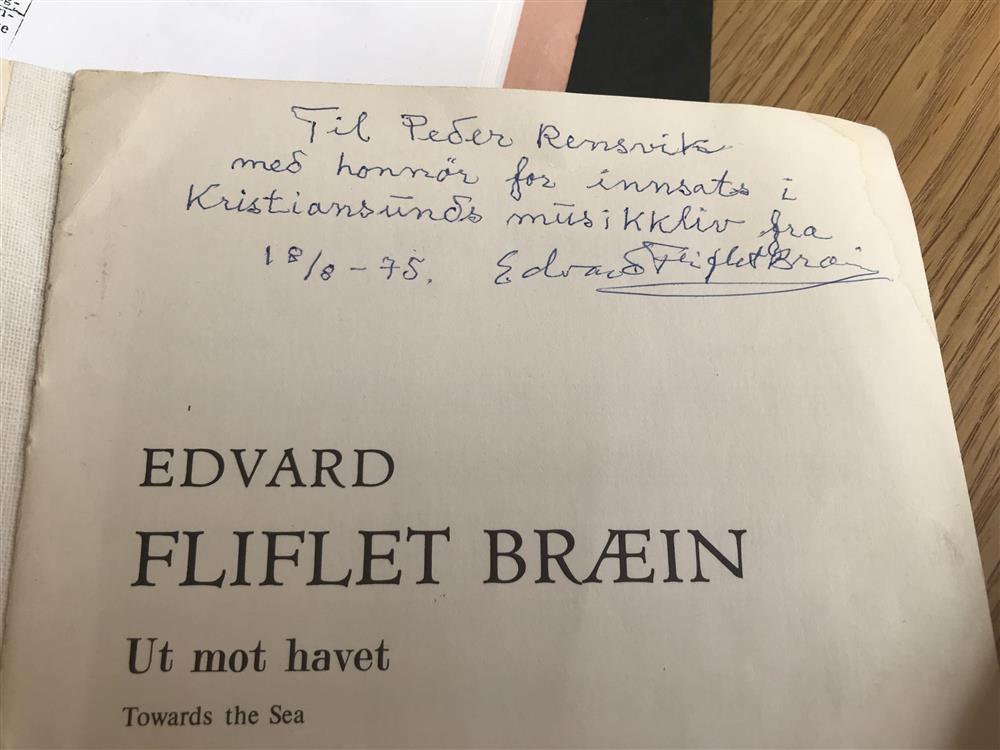 Til Peder Rensvik
med honnör for innsats i
Kristiansunds musikkliv fra
18/8 - 75. Edvard Fliflet Bræin
EDVARD
FLIFLET BRÆIN
Ut mot havet
Towards the Sea